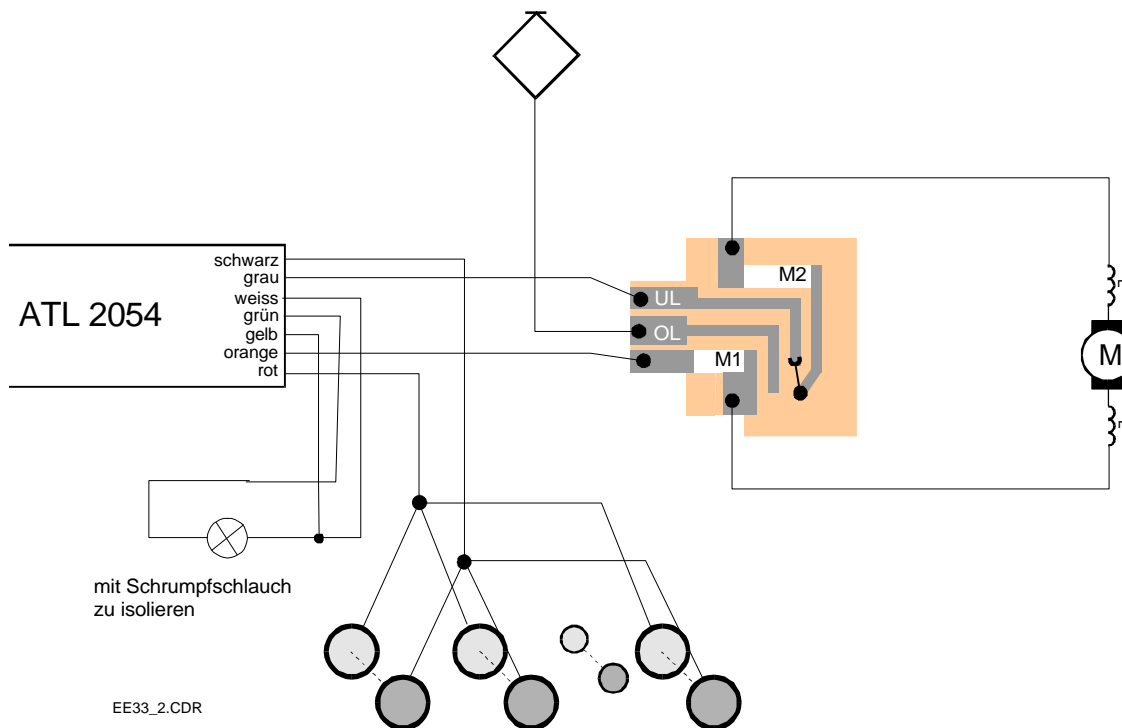 schwarz
grau
weiss
grün
gelb
orange
rot
ATL 2054
UL
OL
M2
M1
M
mit Schrumpfschlauch
zu isolieren
EE33_2.CDR